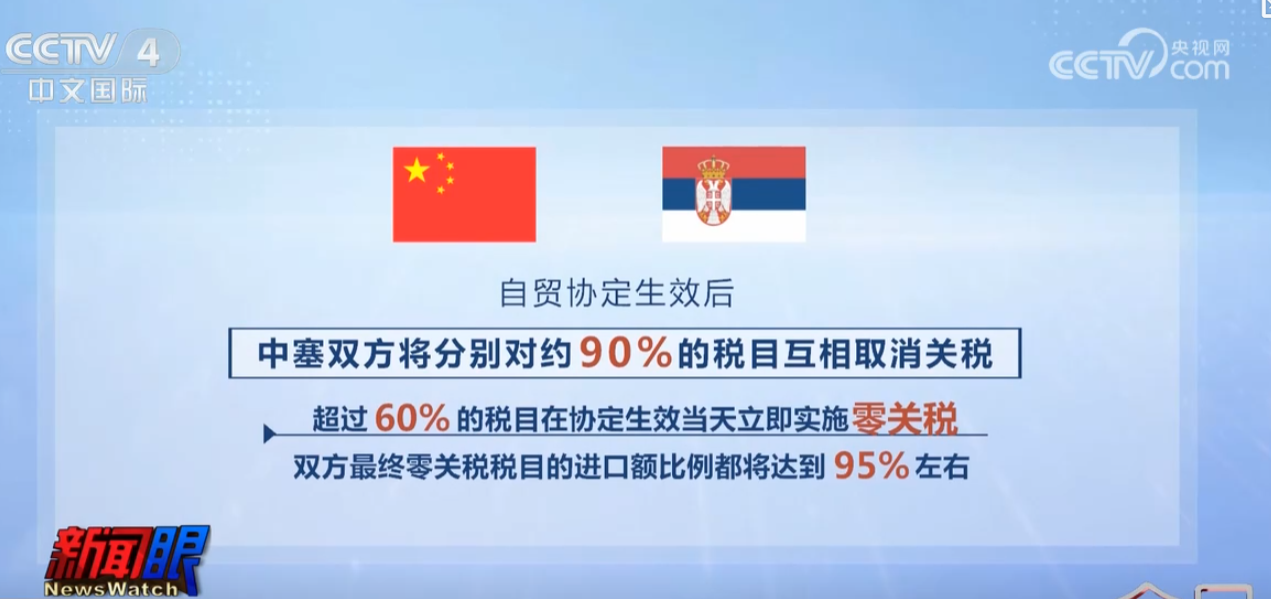 CCTV 4
中文国际
央视网
CCTV com
自贸协定生效后
中塞双方将分别对约90%的税目互相取消关税
超过60%的税目在协定生效当天立即实施零关税
双方最终零关税税目的进口额比例都将达到95%左右
新闻眼
NewsWatch